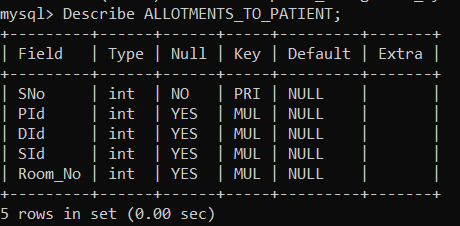 mysql> Describe ALLOTMENTS_TO_PATIENT;
+---------+------+------+-----+---------+-------+
| Field   | Type | Null | Key | Default | Extra |
+---------+------+------+-----+---------+-------+
| SNo     | int  | NO   | PRI | NULL    |       |
| PId     | int  | YES  | MUL | NULL    |       |
| DId     | int  | YES  | MUL | NULL    |       |
| SId     | int  | YES  | MUL | NULL    |       |
| Room_No | int  | YES  | MUL | NULL    |       |
+---------+------+------+-----+---------+-------+
5 rows in set (0.00 sec)